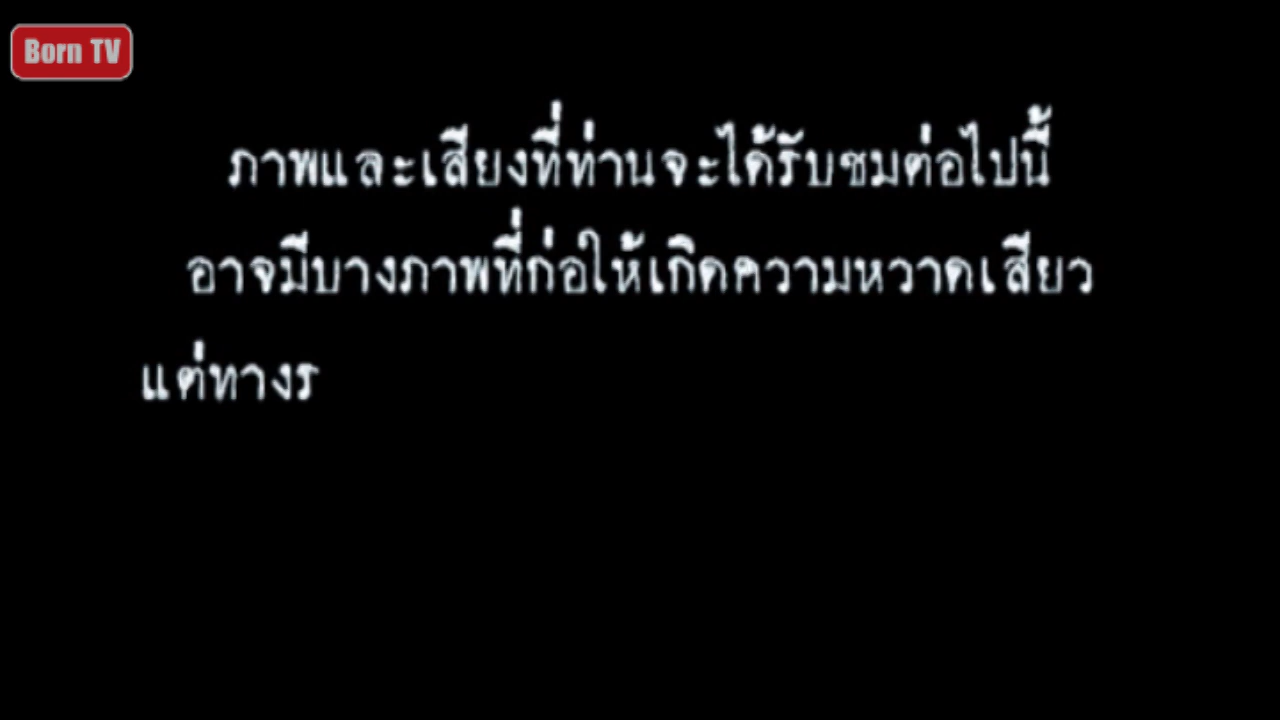 Born TV
ภาพและเสียงที่ท่านจะได้รับชมต่อไปนี้
อาจมีบางภาพที่ก่อให้เกิดความหวาดเสียว
แต่ทางร